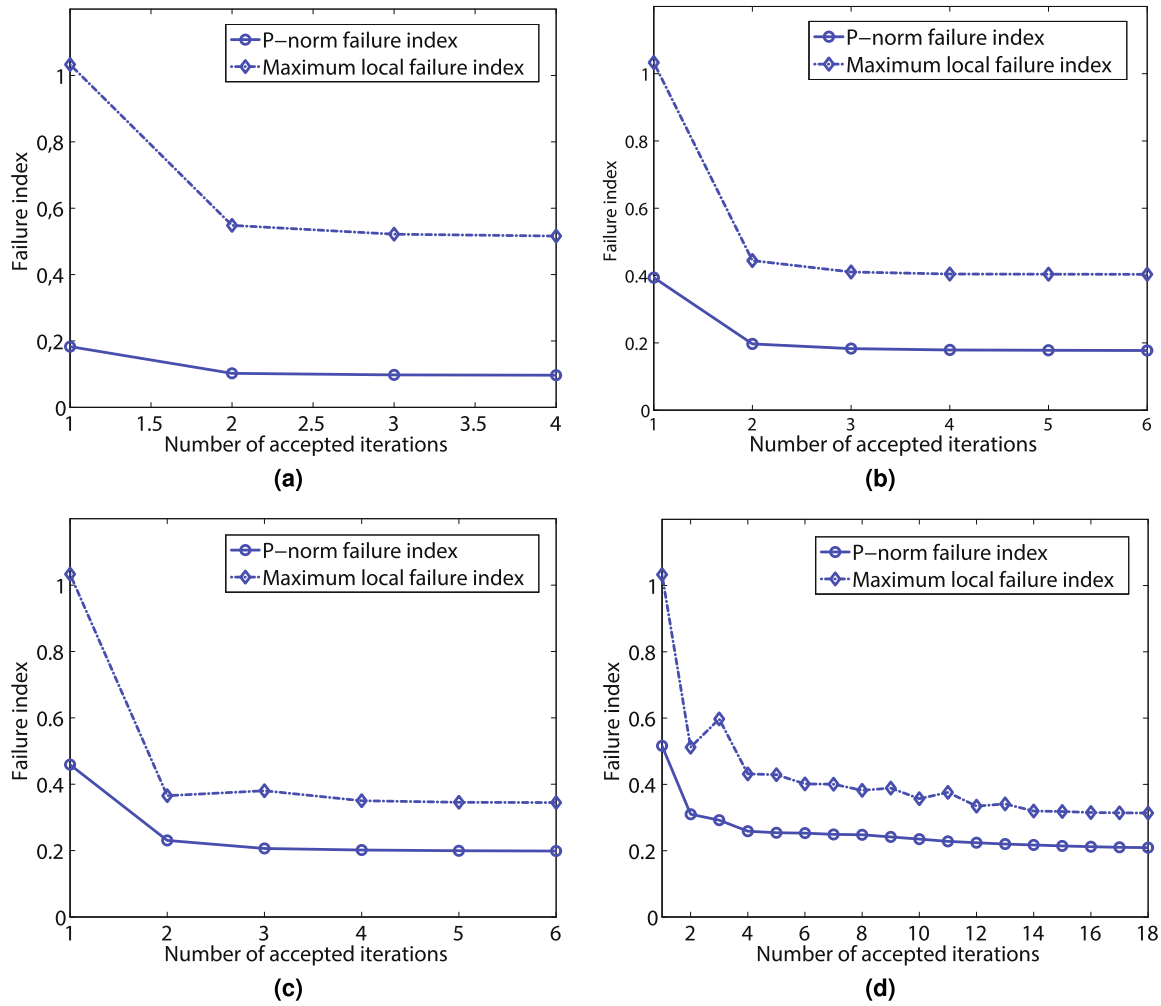 P−norm failure index
Maximum local failure index
1
0,8
0,6
0,4
0,2
0
Failure index
1 1.5 2 2.5 3 3.5 4
Number of accepted iterations
(a)
P−norm failure index
Maximum local failure index
1
0.8
0.6
0.4
0.2
0
Failure index
1 2 3 4 5 6
Number of accepted iterations
(b)
P−norm failure index
Maximum local failure index
1
0.8
0.6
0.4
0.2
0
Failure index
1 2 3 4 5 6
Number of accepted iterations
(c)
P−norm failure index
Maximum local failure index
1
0.8
0.6
0.4
0.2
0
Failure index
2 4 6 8 10 12 14 16 18
Number of accepted iterations
(d)